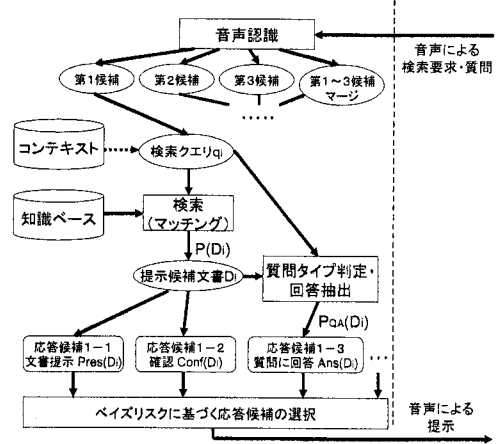 音声認識
音声による
検索要求・質問
第1候補
第2候補
第3候補
第1～3候補
マージ
・・・・・
コンテキスト
検索クエリqi
知識ベース
検索
(マッチング)
P(Di)
提示候補文書Di
質問タイプ判定・
回答抽出
PQA(Di)
応答候補1－1
文書提示 Pres(Di)
応答候補1－2
確認 Conf(Di)
応答候補1－3
質問に回答 Ans(Di)
・・・
ベイズリスクに基づく応答候補の選択
音声による
提示